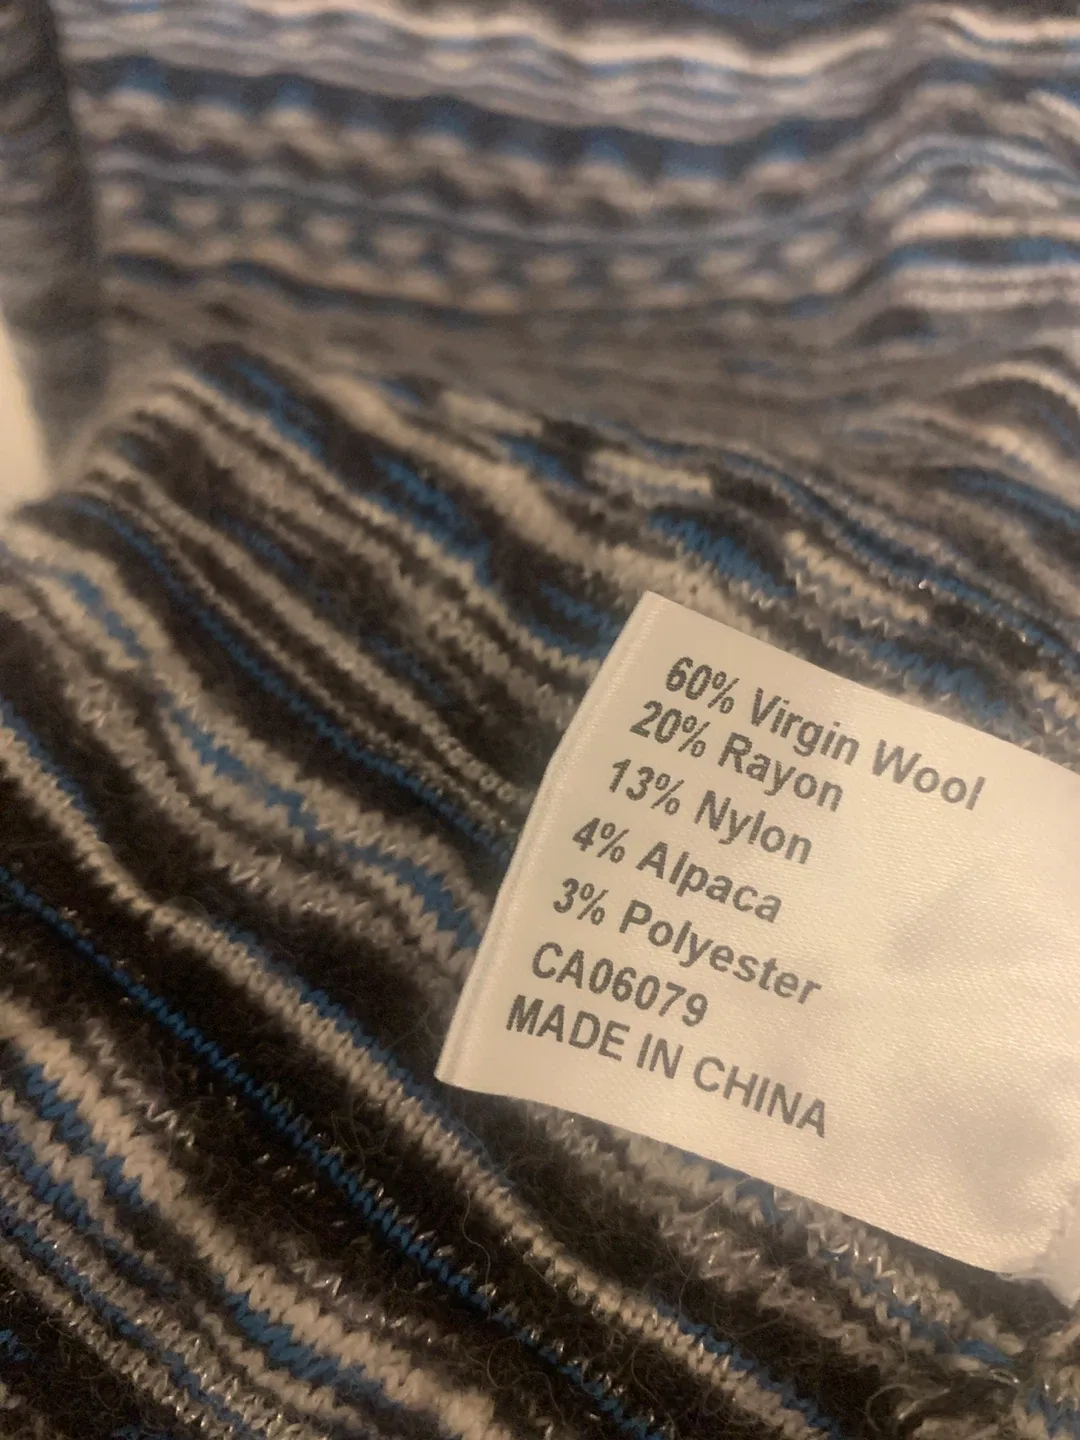 60% Virgin Wool
20% Rayon
13% Nylon
4% Alpaca
3% Polyester
CA06079
MADE IN CHINA